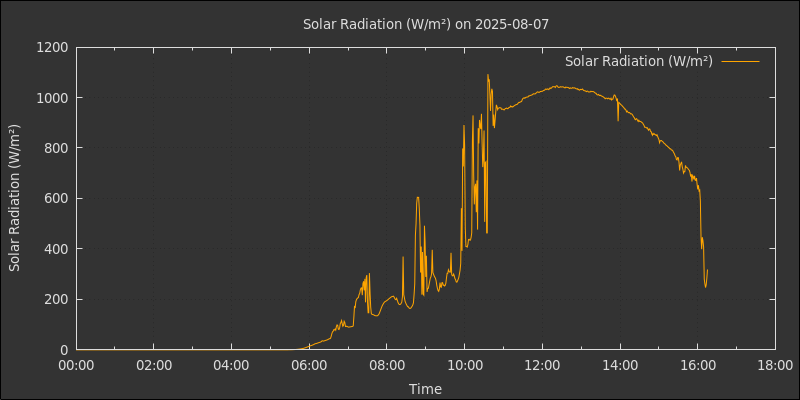 Solar Radiation (W/m²) on 2025-08-07
Solar Radiation (W/m²)
Solar Radiation (W/m²)
1200
1000
800
600
400
200
0
00:00 02:00 04:00 06:00 08:00 10:00 12:00 14:00 16:00 18:00
Time